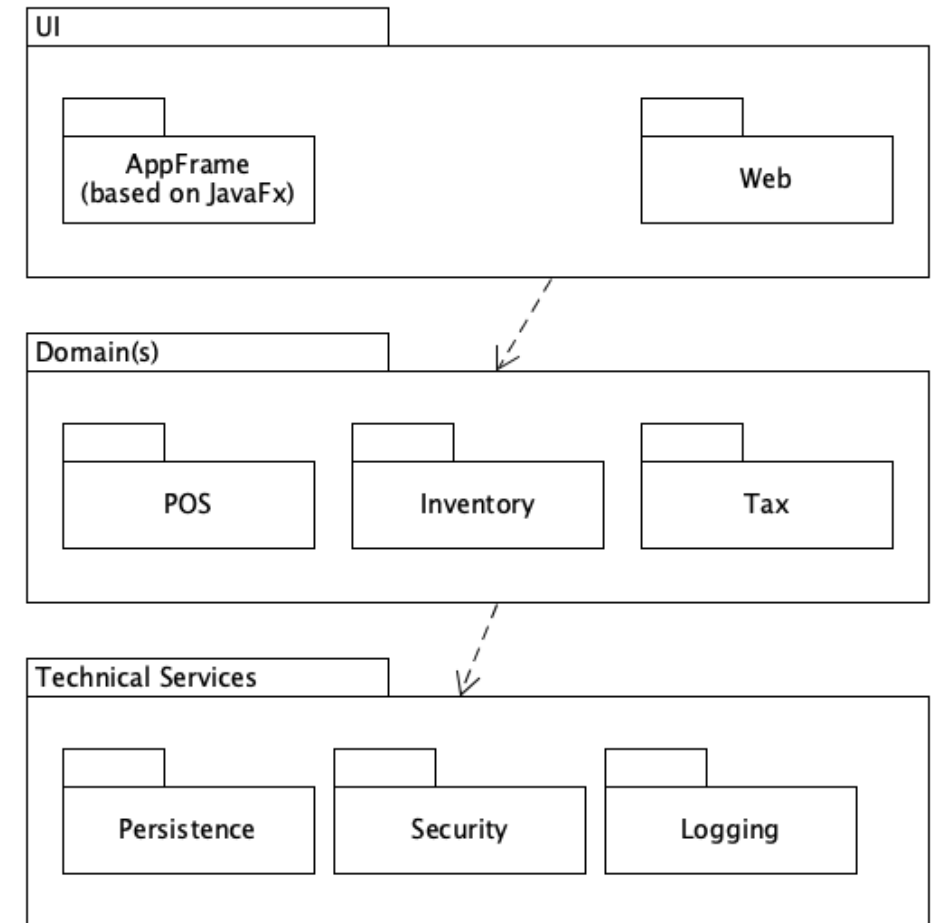 UI
AppFrame
(based on JavaFx)
Web
Domain(s)
POS
Inventory
Tax
Technical Services
Persistence
Security
Logging